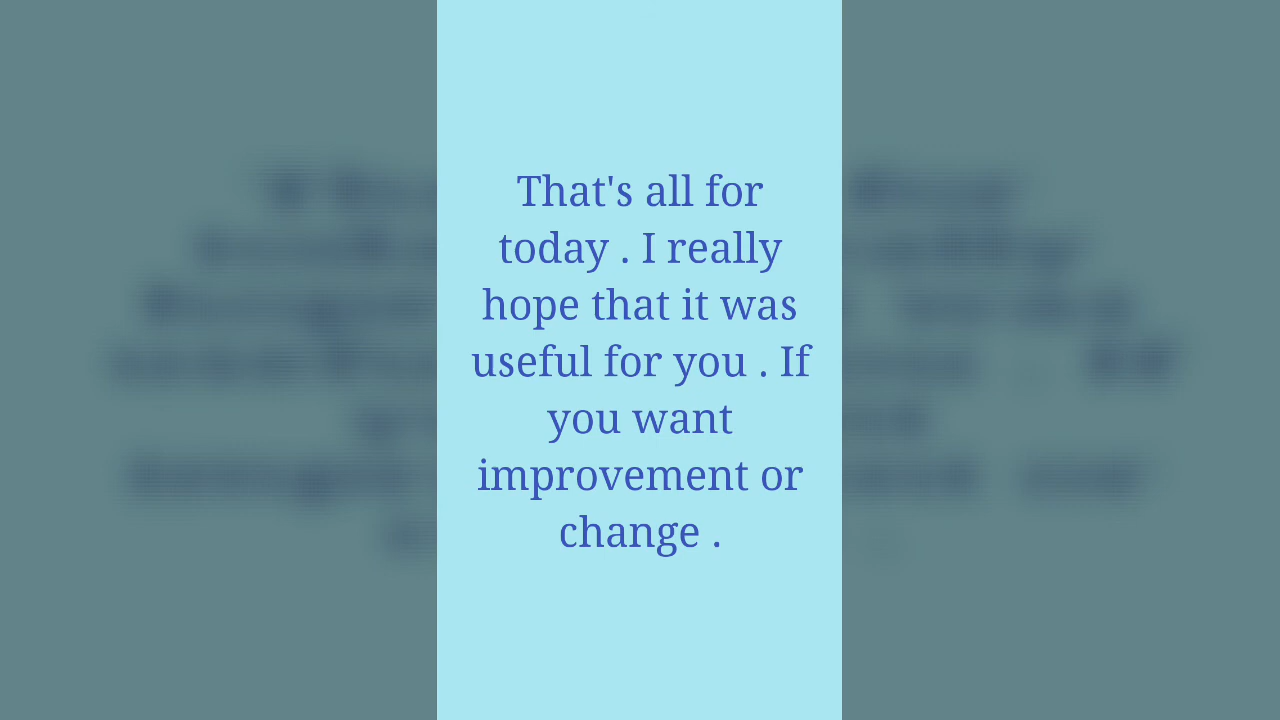 That's all for
today . I really
hope that it was
useful for you . If
you want
improvement or
change .